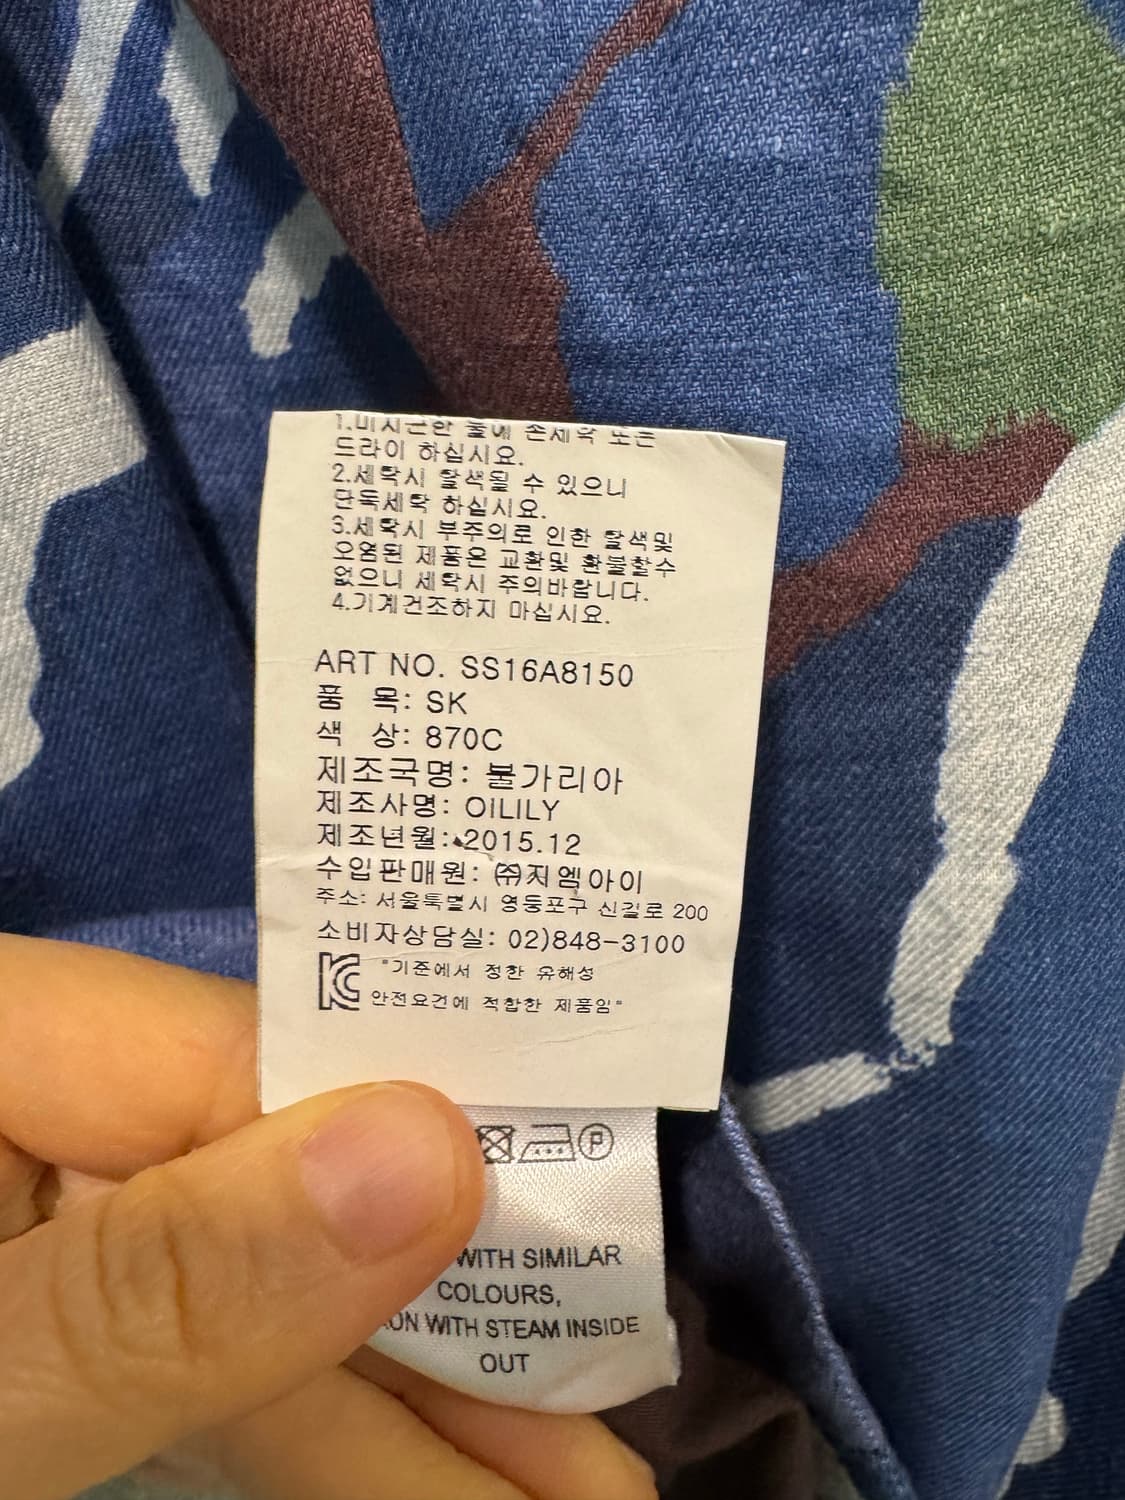 1.미지근한 물에 손세탁 또는
드라이 하십시요.
2.세탁시 탈색될 수 있으니
단독세탁 하십시요.
3.세탁시 부주의로 인한 탈색및
오염된 제품은 교환및 환불할수
없으니 세탁시 주의바랍니다.
4.기계건조하지 마십시요.
ART NO. SS16A8150
품 목: SK
색 상: 870C
제조국명: 불가리아
제조사명: OILILY
제조년월: 2015.12
수입판매원: ㈜지엠아이
주소: 서울특별시 영등포구 신길로 200
소비자상담실: 02)848-3100
KC "기준에서 정한 유해성
안전요건에 적합한 제품임"
P
WITH SIMILAR
COLOURS,
WITH STEAM INSIDE
OUT